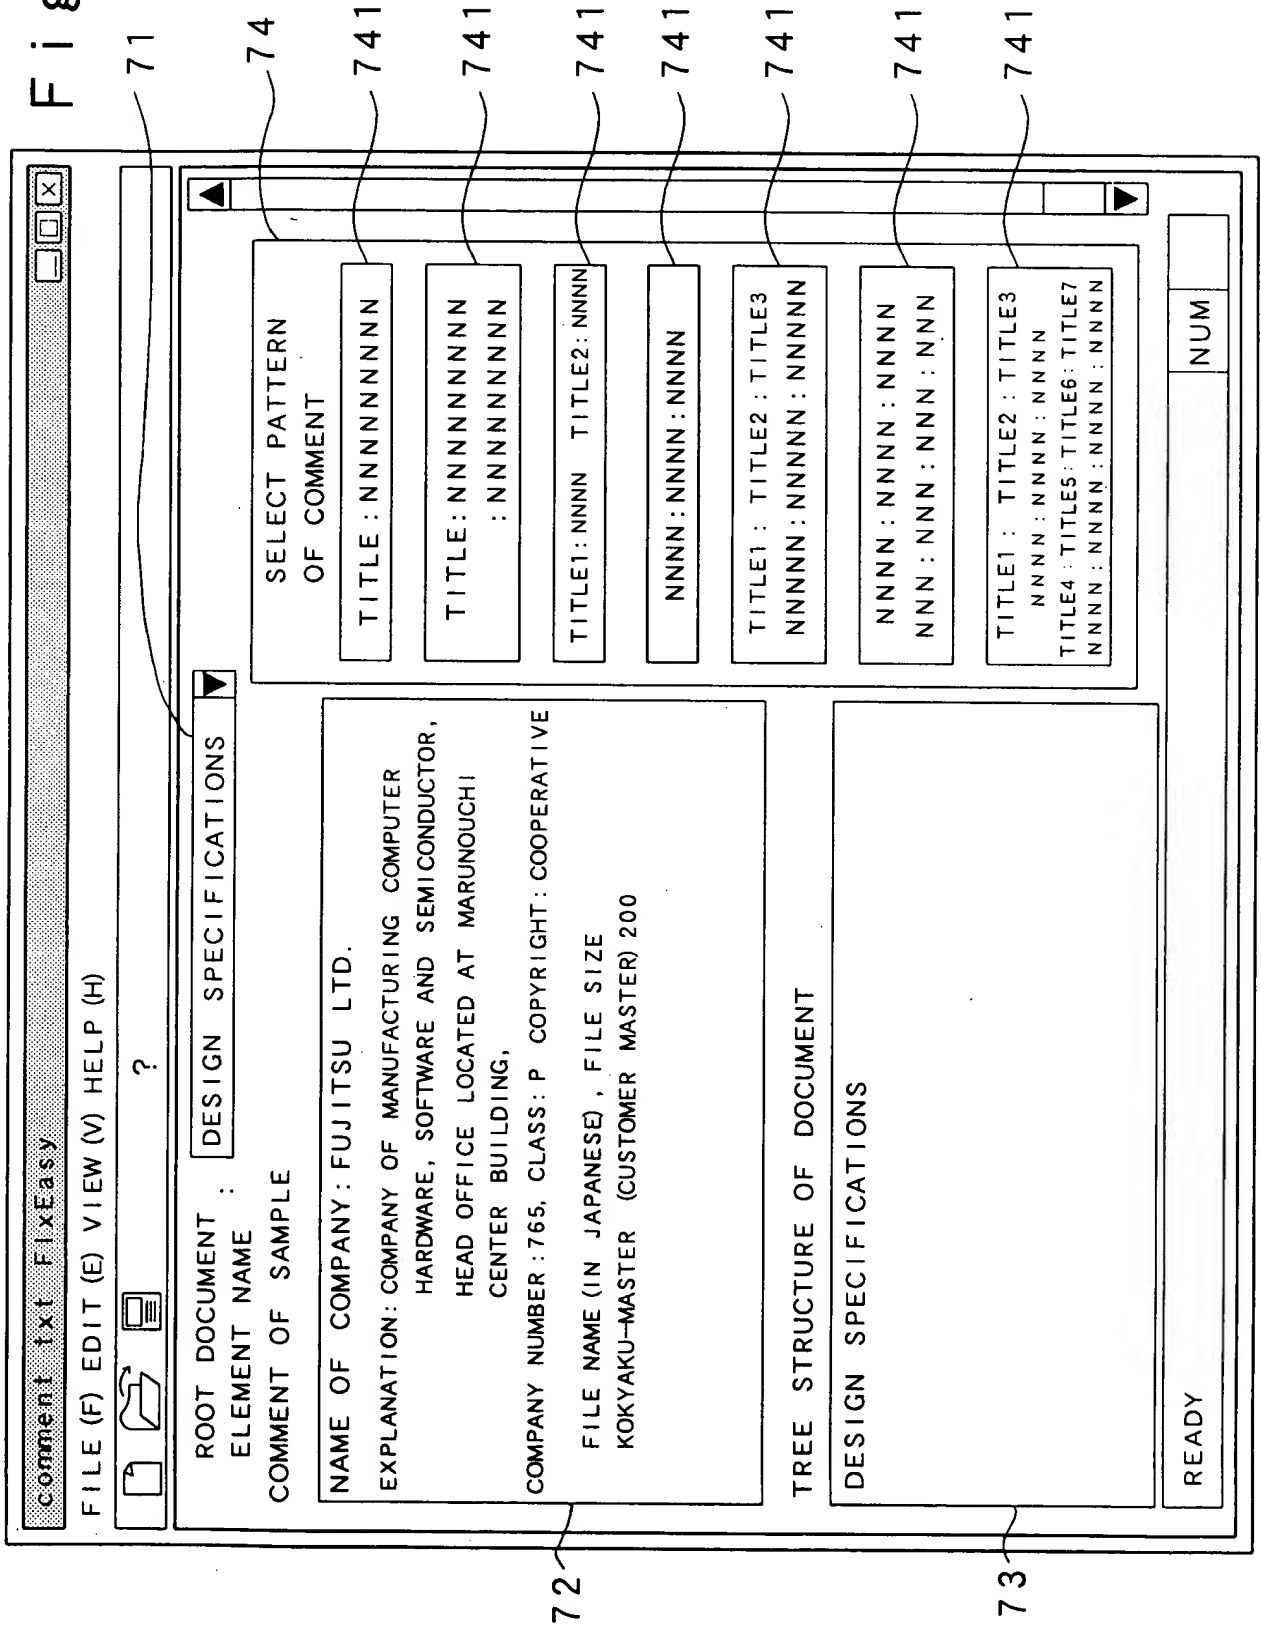 Fig
comment txt FixEasy
FILE (F) EDIT (E) VIEW (V) HELP (H)
?
71
ROOT DOCUMENT
ELEMENT NAME :
DESIGN SPECIFICATIONS
COMMENT OF SAMPLE
72
NAME OF COMPANY: FUJITSU LTD.
EXPLANATION: COMPANY OF MANUFACTURING COMPUTER
HARDWARE, SOFTWARE AND SEMICONDUCTOR,
HEAD OFFICE LOCATED AT MARUNOUCHI
CENTER BUILDING,
COMPANY NUMBER:765, CLASS: P COPYRIGHT: COOPERATIVE
FILE NAME (IN JAPANESE), FILE SIZE
KOKYAKU-MASTER (CUSTOMER MASTER) 200
TREE STRUCTURE OF DOCUMENT
73
DESIGN SPECIFICATIONS
74
SELECT PATTERN
OF COMMENT
TITLE:NNNNNNNNN
741
TITLE:NNNNNNNN
:NNNNNNNN
741
TITLE1:NNNN TITLE2:NNNN
741
NNNN:NNNN:NNNN
741
TITLE1: TITLE2:TITLE3
NNNNN:NNNNN:NNNNN
741
NNNN:NNNN:NNNN
NNN:NNN:NNN:NNN
741
TITLE1: TITLE2:TITLE3
NNNN:NNNN:NNNN
TITLE4:TITLE5:TITLE6:TITLE7
NNNN:NNNN:NNNN:NNNN
741
READY
NUM